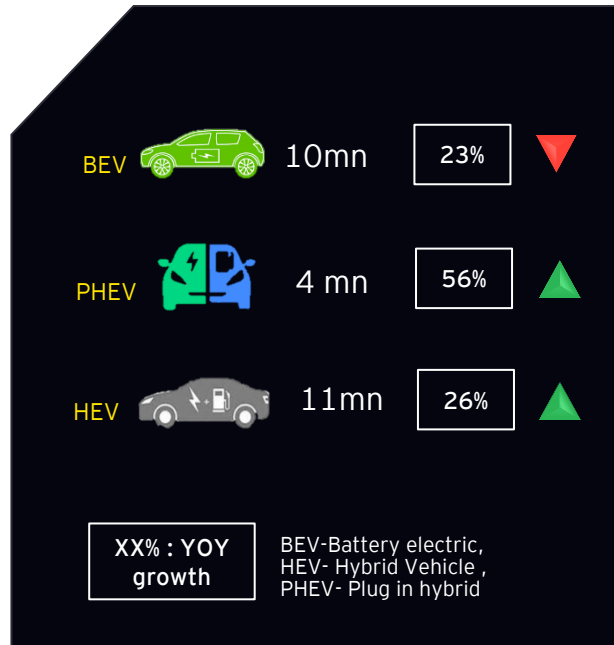 BEV 10mn 23%
PHEV 4 mn 56%
HEV 11mn 26%
XX% : YOY
growth
BEV-Battery electric,
HEV- Hybrid Vehicle ,
PHEV- Plug in hybrid